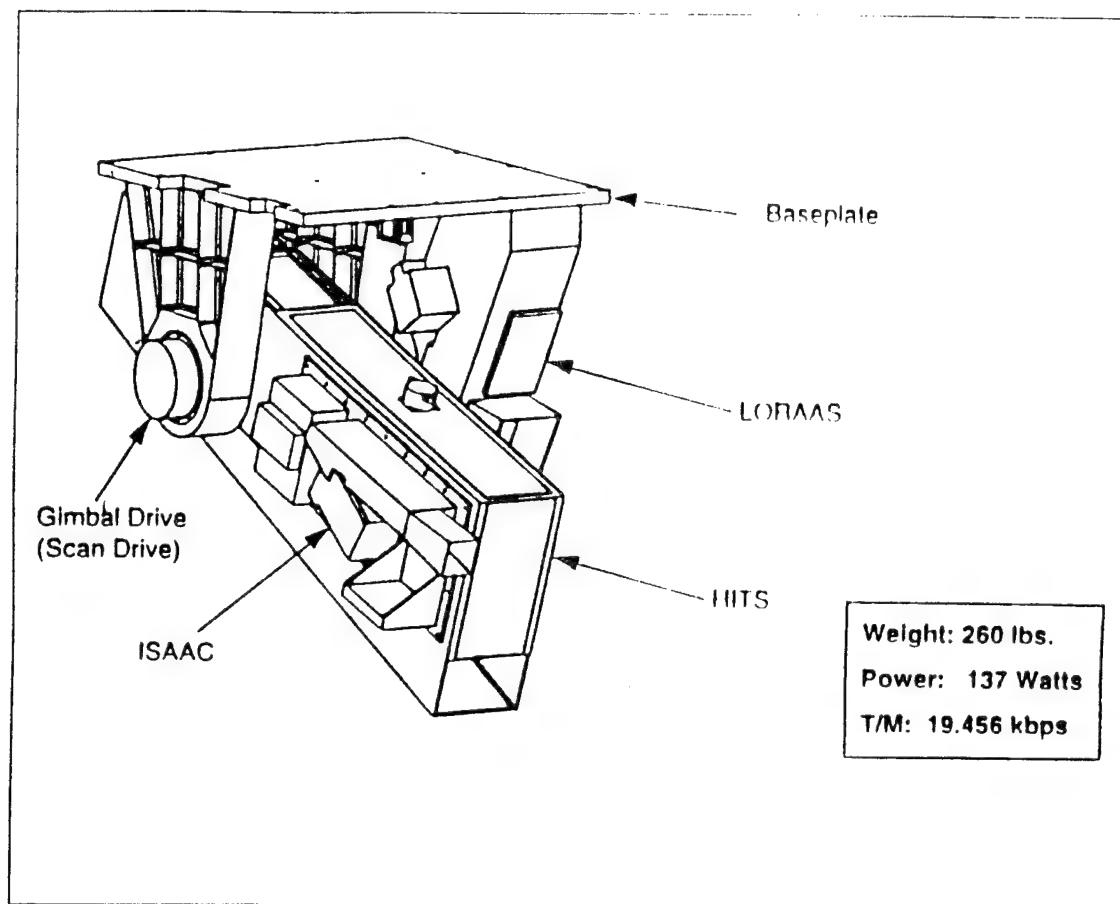 Baseplate
LORAAS
Gimbal Drive
(Scan Drive)
HITS
ISAAC
Weight: 260 lbs.
Power: 137 Watts
T/M: 19.456 kbps